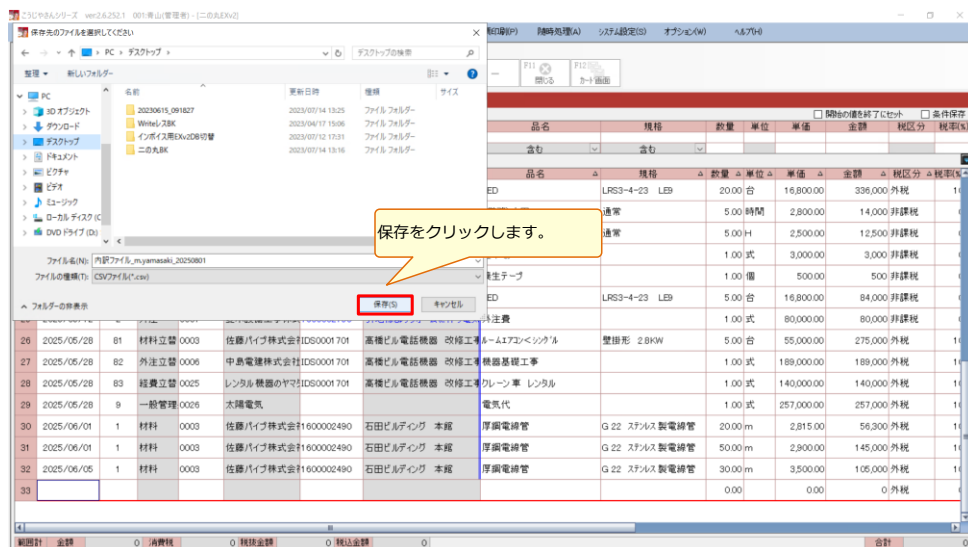 こうじやさんシリーズ ver2.6.252.1 001:青山(管理者) - [二の丸EXv2]
保存先のファイルを選択してください
随時処理(A) システム設定(S) オプション(W) ヘルプ(H)
PC > デスクトップ >
デスクトップの検索
整理 新しいフォルダー
F11 閉じる
F12 カード画面
PC
3D オブジェクト
ダウンロード
デスクトップ
ドキュメント
ピクチャ
ビデオ
ミュージック
ローカル ディスク (C
DVD ドライブ (D:)
名前 更新日時 種類 サイズ
20230615_091827 2023/07/14 13:25 ファイル フォルダー
WriteレスBK 2023/04/17 15:06 ファイル フォルダー
インボイス用EXv2DB切替 2023/07/12 17:31 ファイル フォルダー
二の丸BK 2023/07/14 13:16 ファイル フォルダー
開始の値を終了にセット 条件保存
品名 規格 数量 単位 単価 金額 税区分 税率(%
含む 含む
品名 規格 数量 単位 単価 金額 税区分 税率(%
ED LRS3-4-23 LE9 20.00 台 16,800.00 336,000 外税
通常 5.00 時間 2,800.00 14,000 非課税
通常 5.00 H 2,500.00 12,500 非課税
1.00 式 3,000.00 3,000 非課税
養生テープ 1.00 個 500.00 500 非課税
ED LRS3-4-23 LE9 5.00 台 16,800.00 84,000 非課税
外注費 1.00 式 80,000.00 80,000 非課税
保存をクリックします。
ファイル名(N): 内訳ファイル_m.yamasaki_20250801
ファイルの種類(T): CSVファイル(*.csv)
フォルダーの非表示
保存(S) キャンセル
26 2025/05/28 81 材料立替 0003 佐藤パイプ株式会社 IDS0001701 高橋ビル電話機器 改修工事 ルームエアコン<シングル 壁掛形 2.8KW 5.00 台 55,000.00 275,000 外税
27 2025/05/28 82 外注立替 0006 中島電建株式会社 IDS0001701 高橋ビル電話機器 改修工事 機器基礎工事 1.00 式 189,000.00 189,000 外税
28 2025/05/28 83 経費立替 0025 レンタル機器のヤマ IDS0001701 高橋ビル電話機器 改修工事 クレーン車 レンタル 1.00 式 140,000.00 140,000 外税
29 2025/05/28 9 一般管理 0026 太陽電気 電気代 1.00 式 257,000.00 257,000 外税
30 2025/06/01 1 材料 0003 佐藤パイプ株式会社 1600002490 石田ビルディング 本館 厚鋼電線管 G 22 ステンレス製電線管 20.00 m 2,815.00 56,300 外税
31 2025/06/01 1 材料 0003 佐藤パイプ株式会社 1600002490 石田ビルディング 本館 厚鋼電線管 G 22 ステンレス製電線管 50.00 m 2,900.00 145,000 外税
32 2025/06/05 1 材料 0003 佐藤パイプ株式会社 1600002490 石田ビルディング 本館 厚鋼電線管 G 22 ステンレス製電線管 30.00 m 3,500.00 105,000 外税
33 0.00 0.00 0 外税
範囲計 金額 0 消費税 0 税抜金額 0 税込金額 0 合計 0